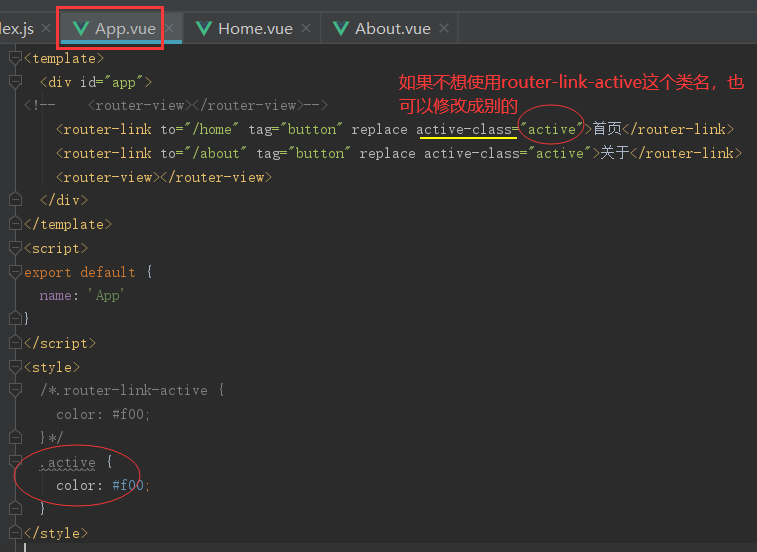 ex.js App.vue Home.vue About.vue
<template>
<div id="app">
如果不想使用router-link-active这个类名，也
可以修改成别的
<!-- <router-view></router-view>-->
<router-link to="/home" tag="button" replace active-class="active">首页</router-link>
<router-link to="/about" tag="button" replace active-class="active">关于</router-link>
<router-view></router-view>
</div>
</template>
<script>
export default {
name: 'App'
}
</script>
<style>
/*.router-link-active {
color: #f00;
}*/
.active {
color: #f00;
}
</style>